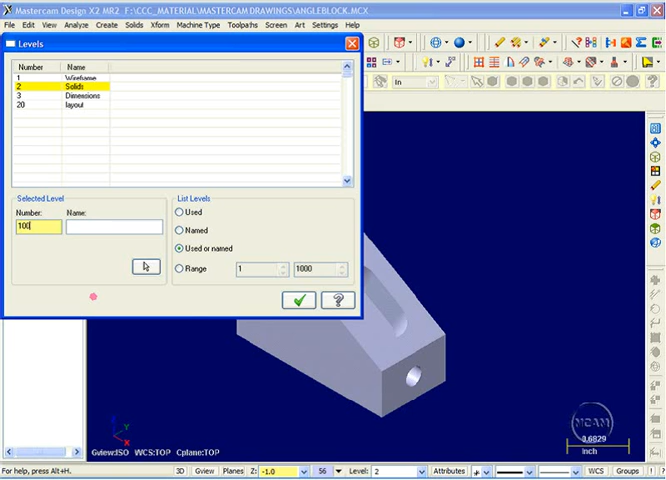 Mastercam Design X2 MR2 F:\CCC_MATERIAL\MASTERCAM DRAWINGS\ANGLEBLOCK.MCX
File Edit View Analyze Create Solids Xform Machine Type Toolpaths Screen Art Settings Help
Levels
Number Name
1 Wireframe
2 Solids
3 Dimensions
20 layout
In
Selected Level
Number: Name:
100
List Levels
Used
Named
Used or named
Range 1 1000
Y
X
MCAM
0.6829
Inch
Gview:ISO WCS:TOP Cplane:TOP
For help, press Alt+H. 3D Gview Planes Z: -1.0 56 Level: 2 Attributes WCS Groups ! ?